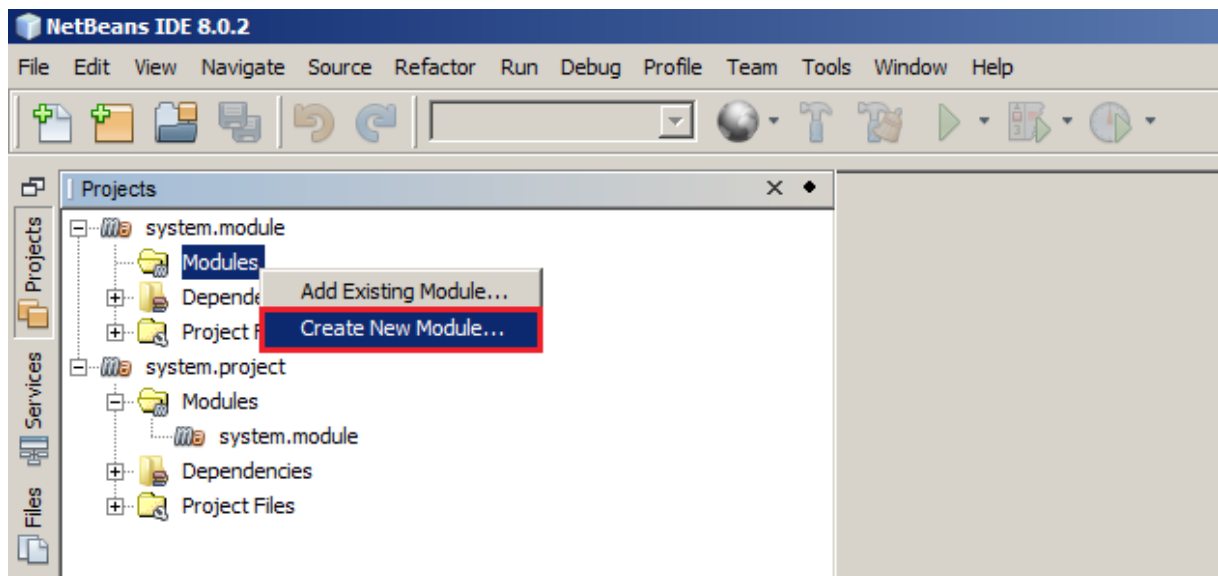 NetBeans IDE 8.0.2
File Edit View Navigate Source Refactor Run Debug Profile Team Tools Window Help
Projects
Projects
Services
Files
system.module
Modules
Depende
Project F
Add Existing Module...
Create New Module...
system.project
Modules
system.module
Dependencies
Project Files